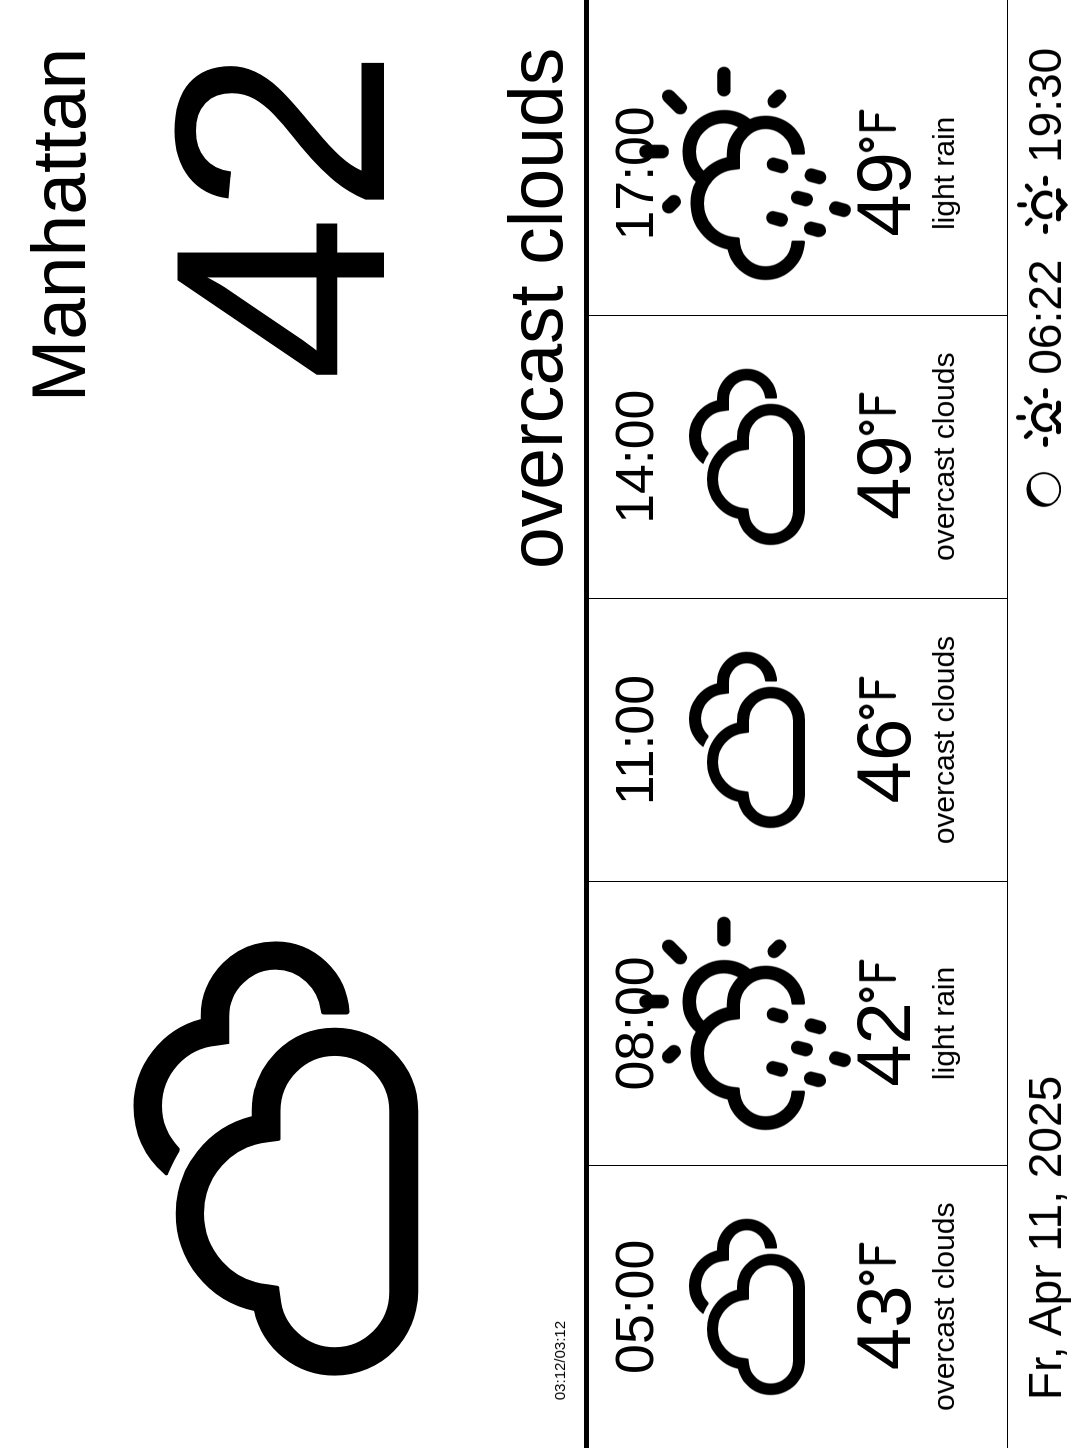 Manhattan
42
overcast clouds
03:12/03:12
05:00
43°F
overcast clouds
08:00
42°F
light rain
11:00
46°F
overcast clouds
14:00
49°F
overcast clouds
17:00
49°F
light rain
Fr, Apr 11, 2025
06:22 19:30